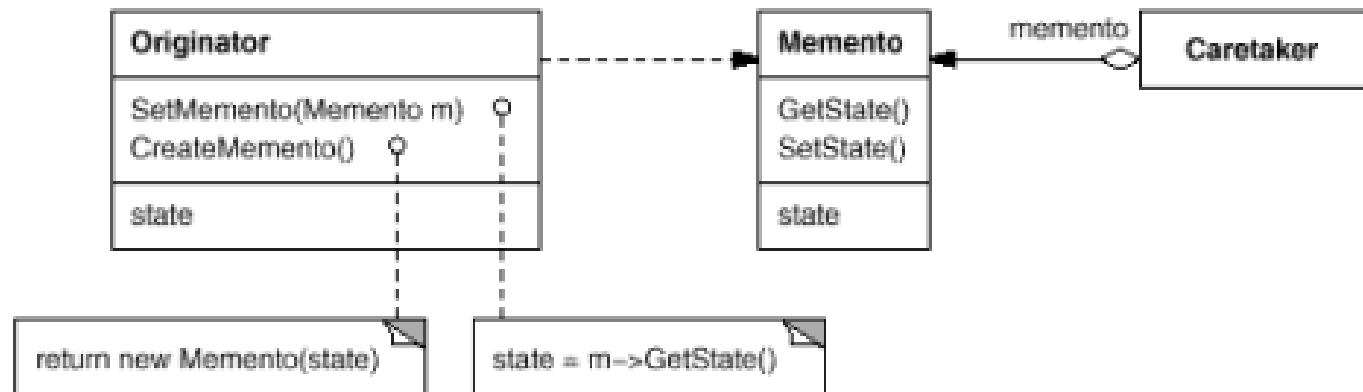 Originator
SetMemento(Memento m)
CreateMemento()
state
Memento
GetState()
SetState()
state
memento
Caretaker
return new Memento(state)
state = m->GetState()